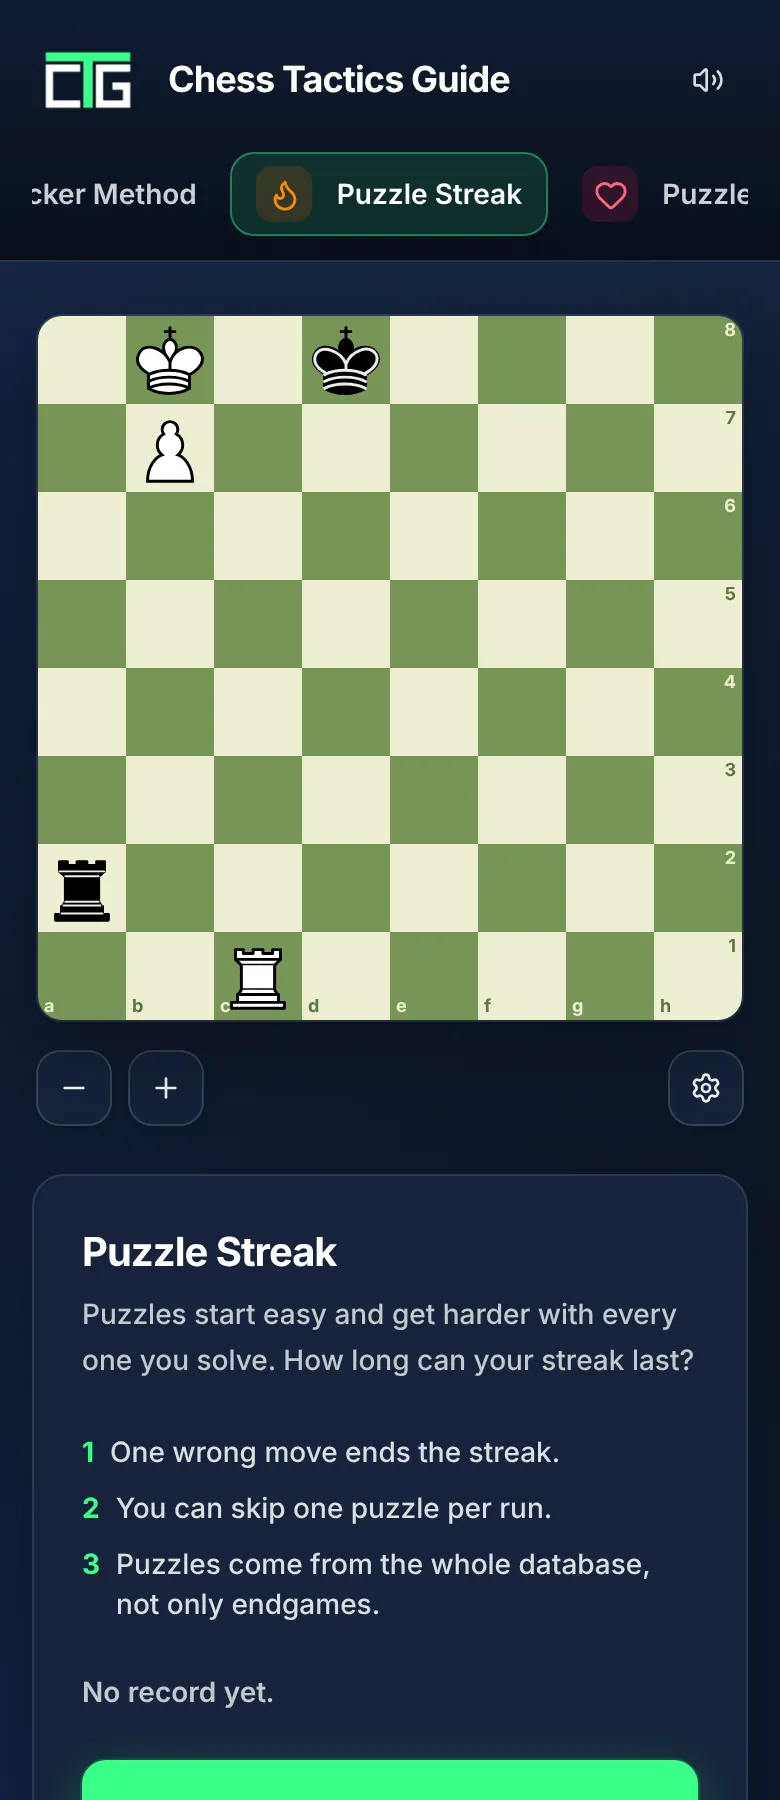 CTG
Chess Tactics Guide
cker Method
Puzzle Streak
Puzzle
8
7
6
5
4
3
2
1
a b c d e f g h
Puzzle Streak
Puzzles start easy and get harder with every
one you solve. How long can your streak last?
1 One wrong move ends the streak.
2 You can skip one puzzle per run.
3 Puzzles come from the whole database,
not only endgames.
No record yet.